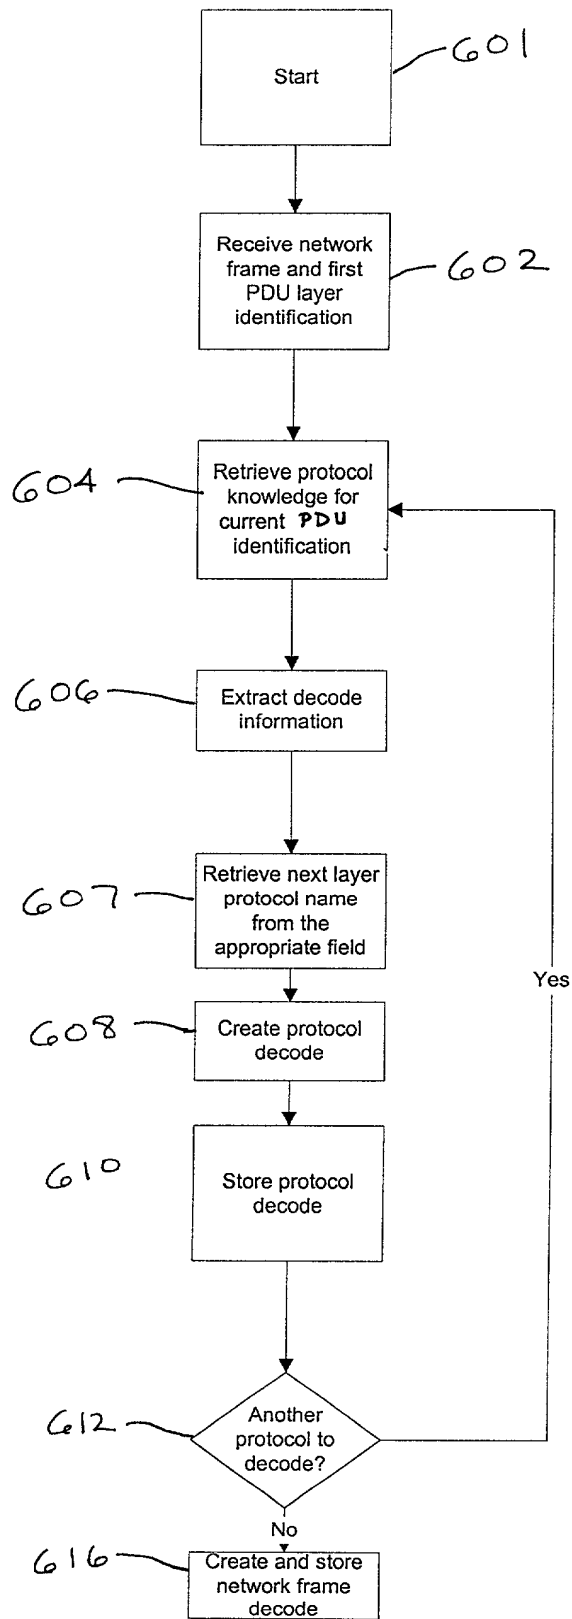 Start
601
Receive network
frame and first
PDU layer
identification
602
604
Retrieve protocol
knowledge for
current PDU
identification
606
Extract decode
information
607
Retrieve next layer
protocol name
from the
appropriate field
Yes
608
Create protocol
decode
610
Store protocol
decode
612
Another
protocol to
decode?
No
616
Create and store
network frame
decode